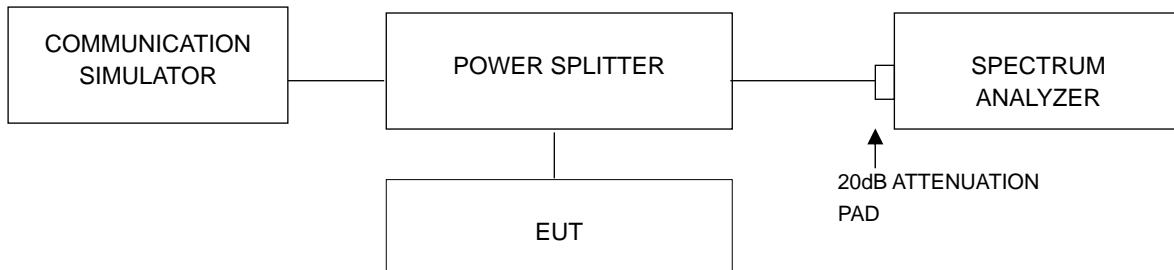 COMMUNICATION
SIMULATOR
POWER SPLITTER
SPECTRUM
ANALYZER
20dB ATTENUATION
PAD
EUT